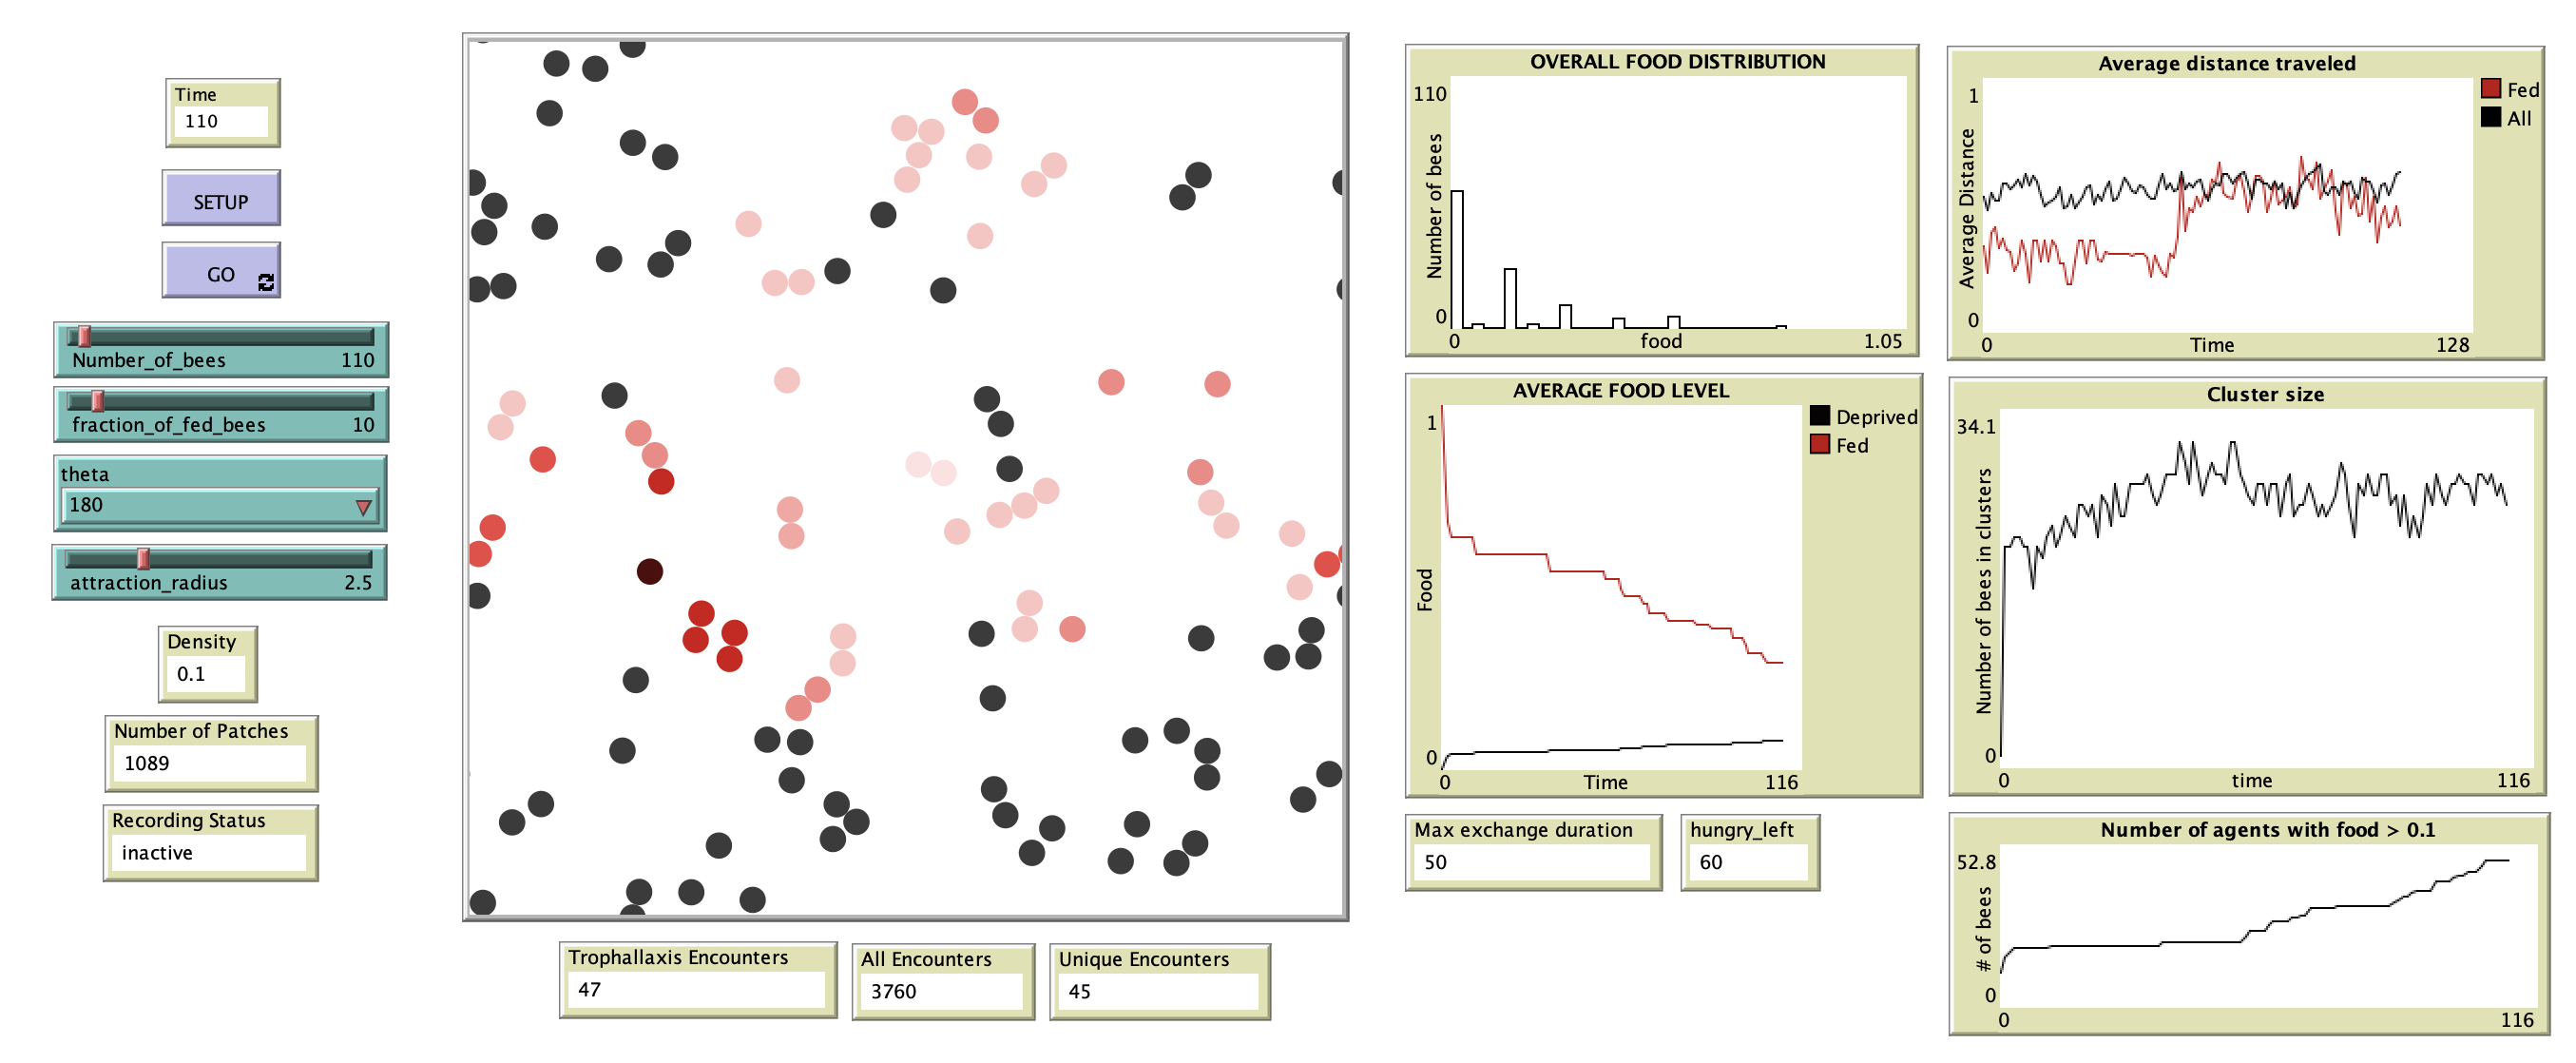 Time
110
SETUP
GO
Number_of_bees 110
fraction_of_fed_bees 10
theta
180
attraction_radius 2.5
Density
0.1
Number of Patches
1089
Recording Status
inactive
Trophallaxis Encounters
47
All Encounters
3760
Unique Encounters
45
OVERALL FOOD DISTRIBUTION
110
Number of bees
0
0 food 1.05
AVERAGE FOOD LEVEL
1
Food
0
0 Time 116
Deprived
Fed
Max exchange duration
50
hungry_left
60
Average distance traveled
1
Average Distance
0
0 Time 128
Fed
All
Cluster size
34.1
Number of bees in clusters
0
0 time 116
Number of agents with food > 0.1
52.8
# of bees
0
0 116